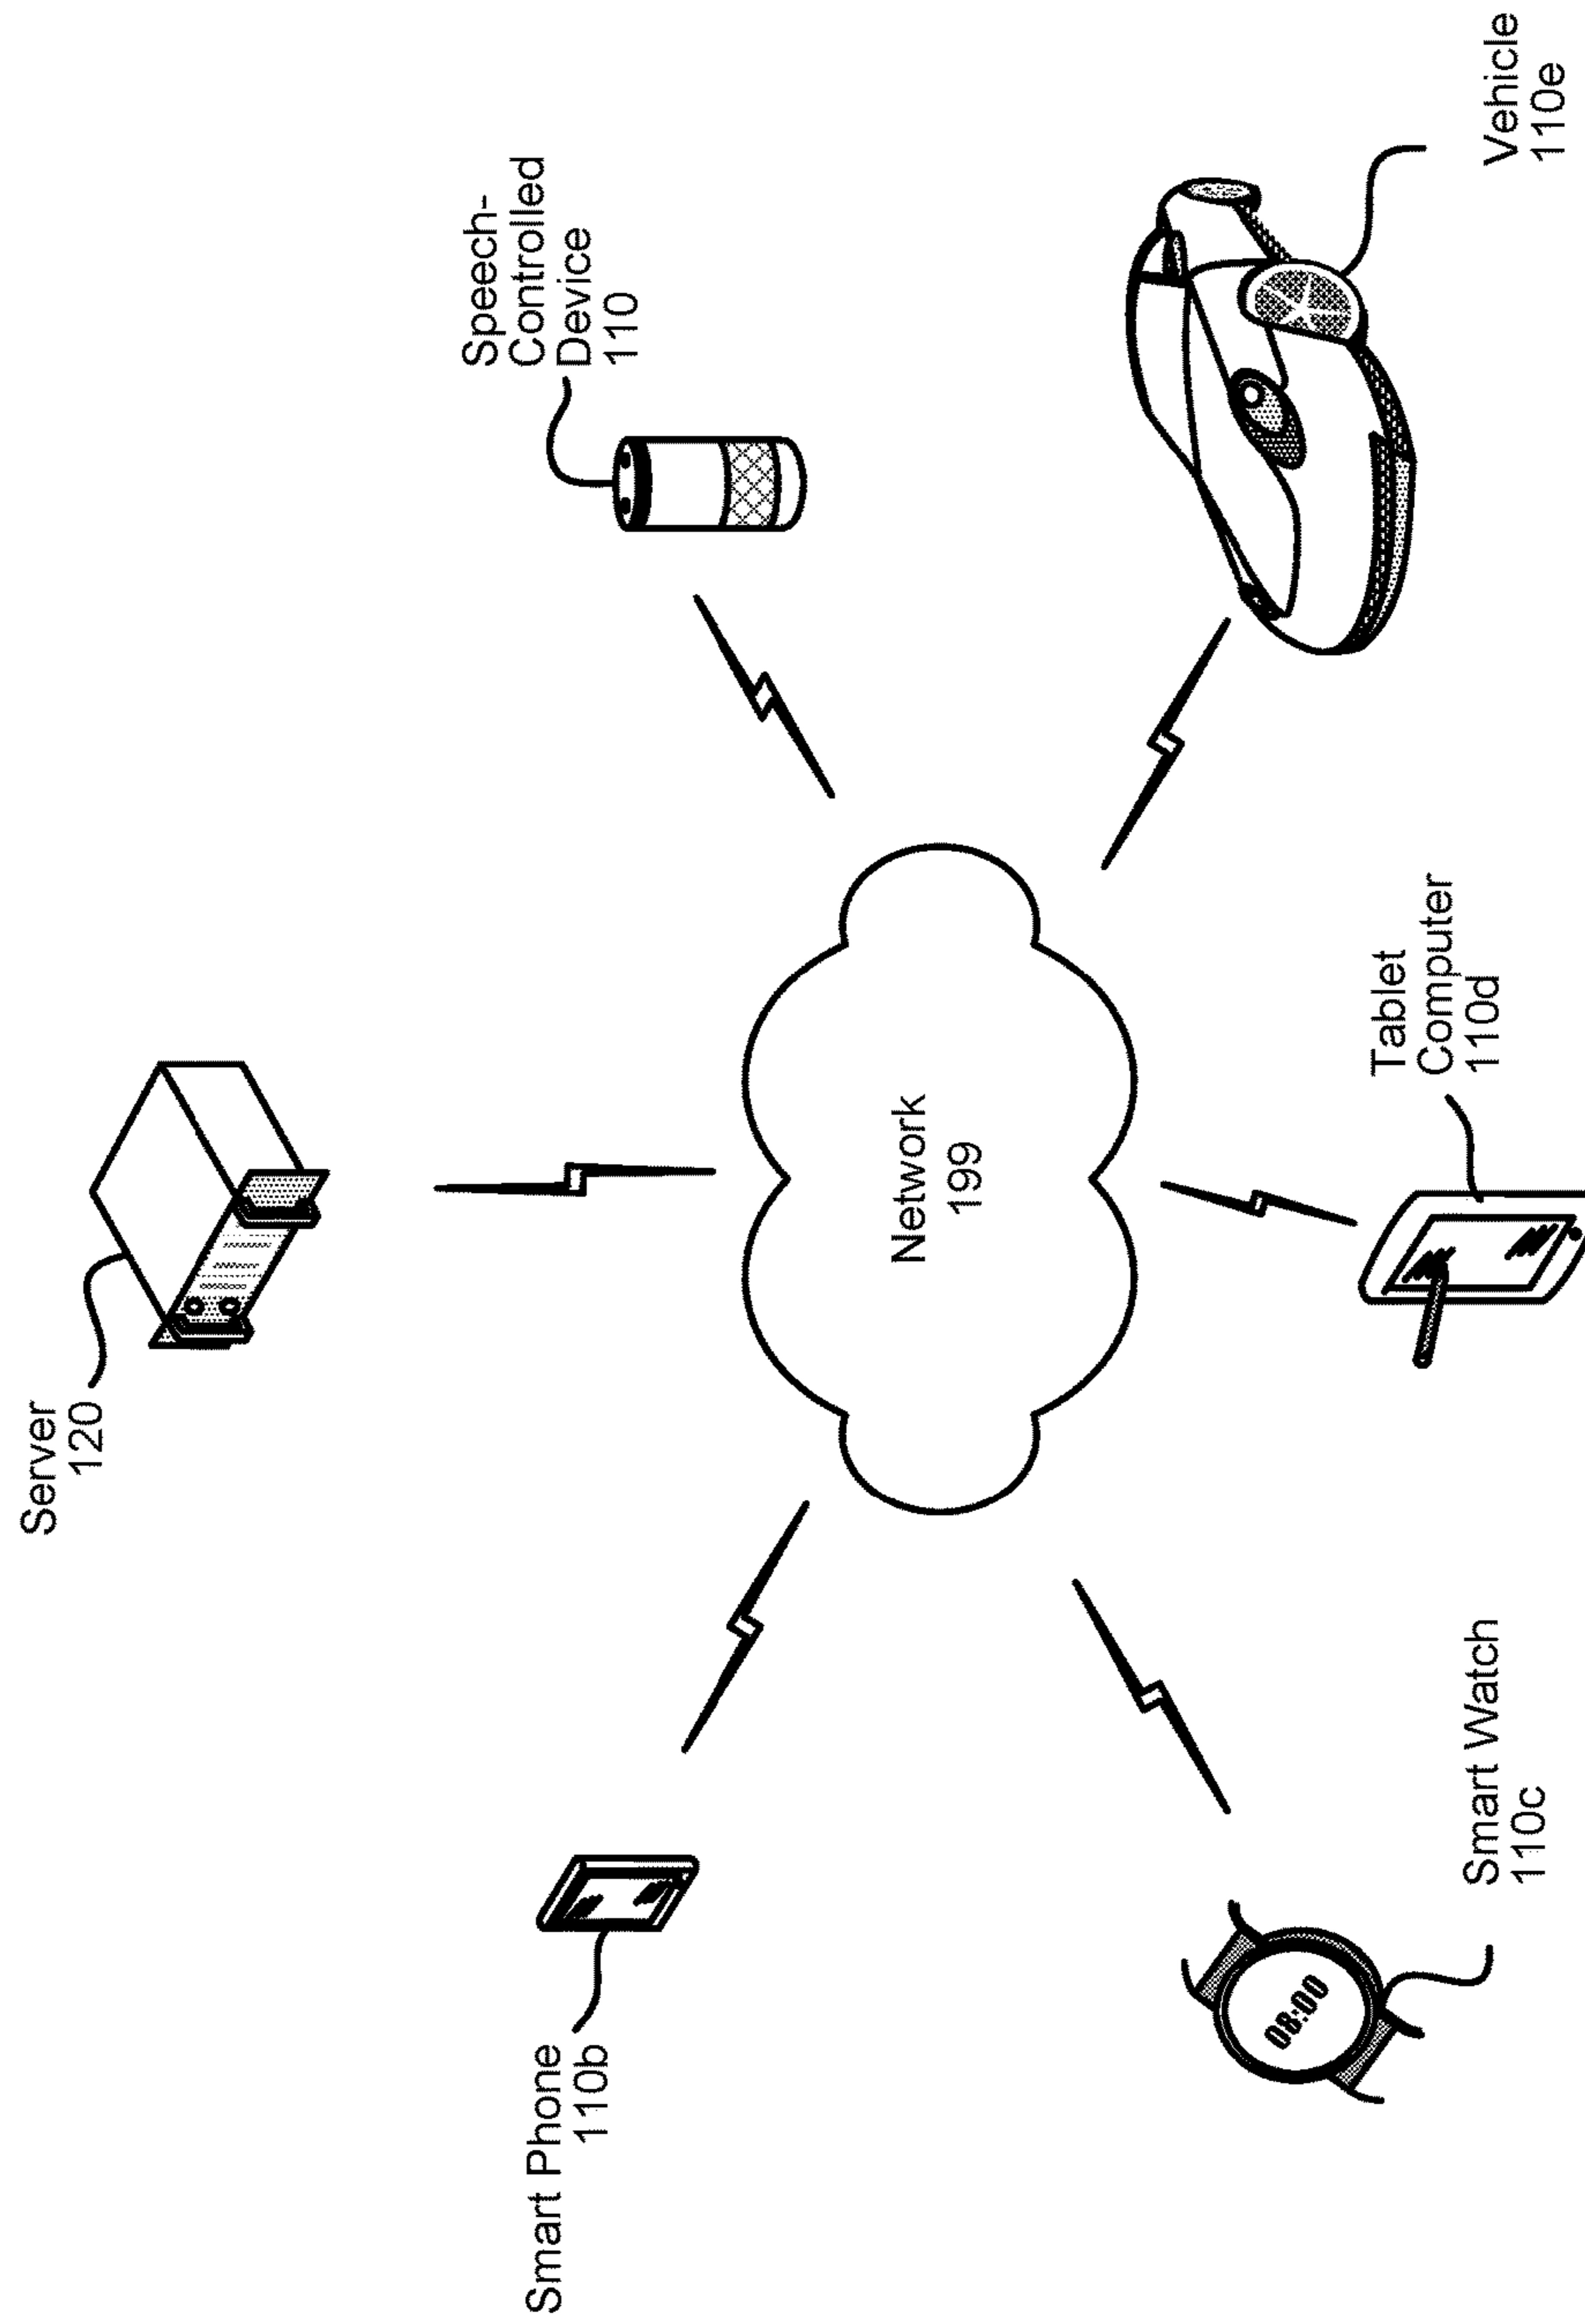 Server
120
Speech-
Controlled
Device
110
Smart Phone
110b
Network
199
Vehicle
110e
Tablet
Computer
110d
Smart Watch
110c
08:00